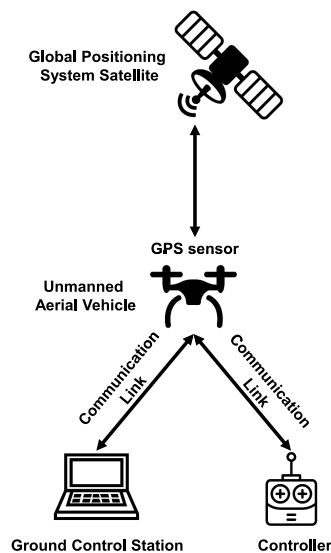 Global Positioning
System Satellite
GPS sensor
Unmanned
Aerial Vehicle
Communication
Link
Communication
Link
Ground Control Station
Controller